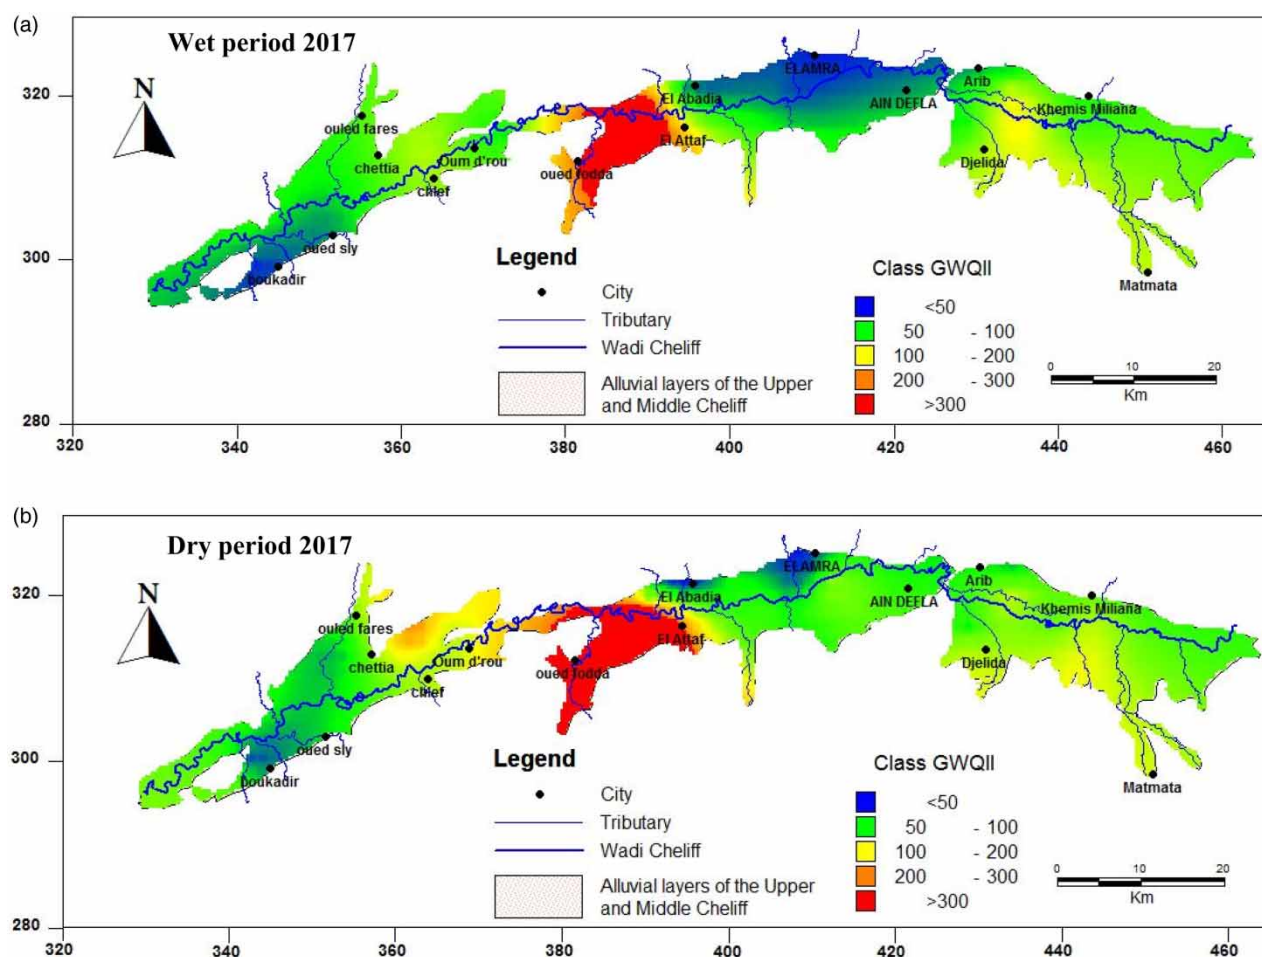 (a)
Wet period 2017
N
320
300
280
ELAMRA
El Abadia
AIN DEFLA
Arib
Khemis Miliana
ouled fares
chettia
Oum d'rou
chlef
oued fodda
El Attaf
Djelida
oued sly
boukadir
Matmata
Legend
City
Tributary
Wadi Cheliff
Alluvial layers of the Upper
and Middle Cheliff
Class GWQII
<50
50 - 100
100 - 200
200 - 300
>300
0 10 20
Km
320 340 360 380 400 420 440 460
(b)
Dry period 2017
N
320
300
280
ELAMRA
El Abadia
AIN DEFLA
Arib
Khemis Miliana
ouled fares
chettia
Oum d'rou
chlef
oued fodda
El Attaf
Djelida
oued sly
boukadir
Matmata
Legend
City
Tributary
Wadi Cheliff
Alluvial layers of the Upper
and Middle Cheliff
Class GWQII
<50
50 - 100
100 - 200
200 - 300
>300
0 10 20
Km
320 340 360 380 400 420 440 460